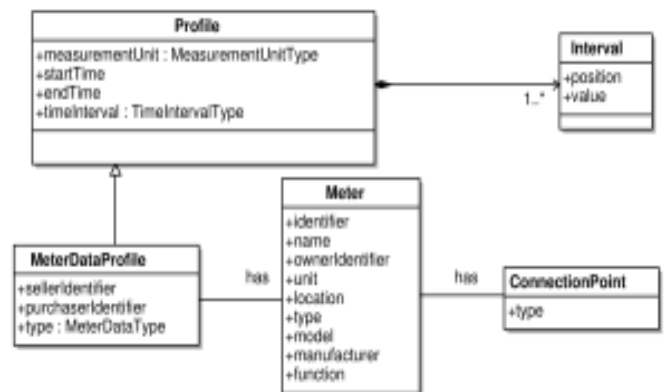 Profile
+measurementUnit : MeasurementUnitType
+startTime
+endTime
+timeInterval : TimeIntervalType
Interval
+position
+value
1..*
Meter
+identifier
+name
+ownerIdentifier
+unit
+location
+type
+model
+manufacturer
+function
MeterDataProfile
+sellerIdentifier
+purchaserIdentifier
+type : MeterDataType
has
has
ConnectionPoint
+type